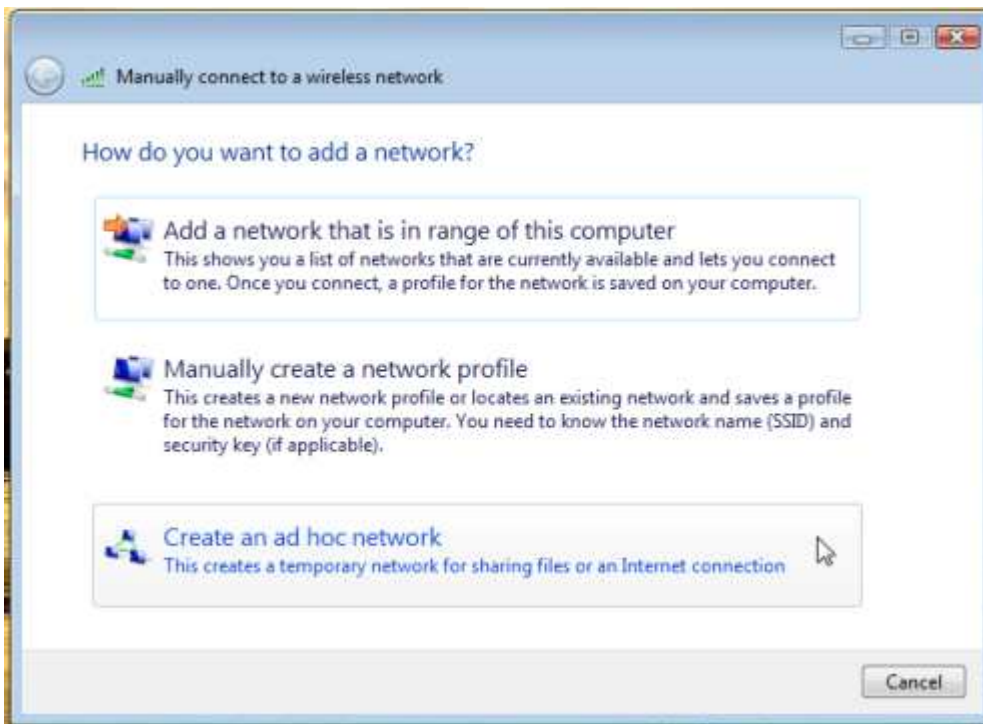 Manually connect to a wireless network
How do you want to add a network?
Add a network that is in range of this computer
This shows you a list of networks that are currently available and lets you connect
to one. Once you connect, a profile for the network is saved on your computer.
Manually create a network profile
This creates a new network profile or locates an existing network and saves a profile
for the network on your computer. You need to know the network name (SSID) and
security key (if applicable).
Create an ad hoc network
This creates a temporary network for sharing files or an Internet connection
Cancel